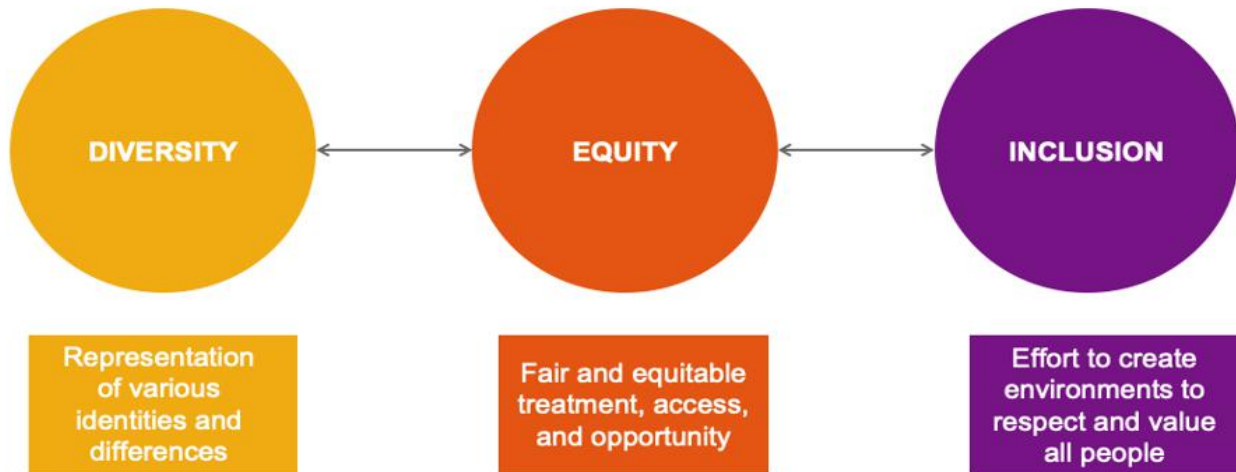 DIVERSITY
EQUITY
INCLUSION
Representation
of various
identities and
differences
Fair and equitable
treatment, access,
and opportunity
Effort to create
environments to
respect and value
all people